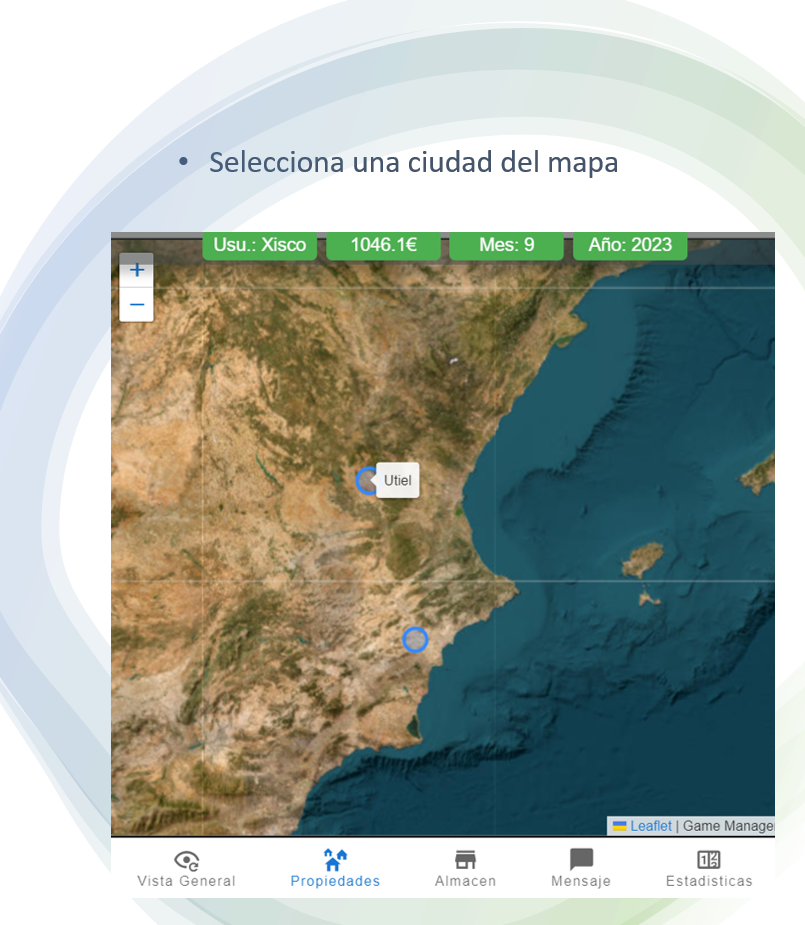 • Selecciona una ciudad del mapa
Usu.: Xisco 1046.1€ Mes: 9 Año: 2023
+
−
Utiel
Leaflet | Game Manage
Vista General Propiedades Almacen Mensaje Estadisticas